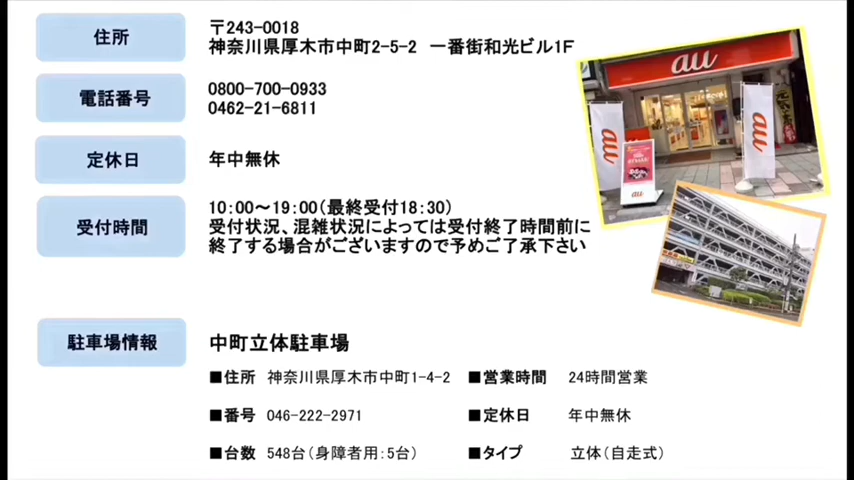 住所
〒243-0018
神奈川県厚木市中町2-5-2 一番街和光ビル1F
電話番号
0800-700-0933
0462-21-6811
定休日
年中無休
受付時間
10:00～19:00(最終受付18:30)
受付状況、混雑状況によっては受付終了時間前に
終了する場合がございますので予めご了承下さい
au
au
au
au
駐車場情報
中町立体駐車場
■住所 神奈川県厚木市中町1-4-2 ■営業時間 24時間営業
■番号 046-222-2971 ■定休日 年中無休
■台数 548台(身障者用:5台) ■タイプ 立体(自走式)